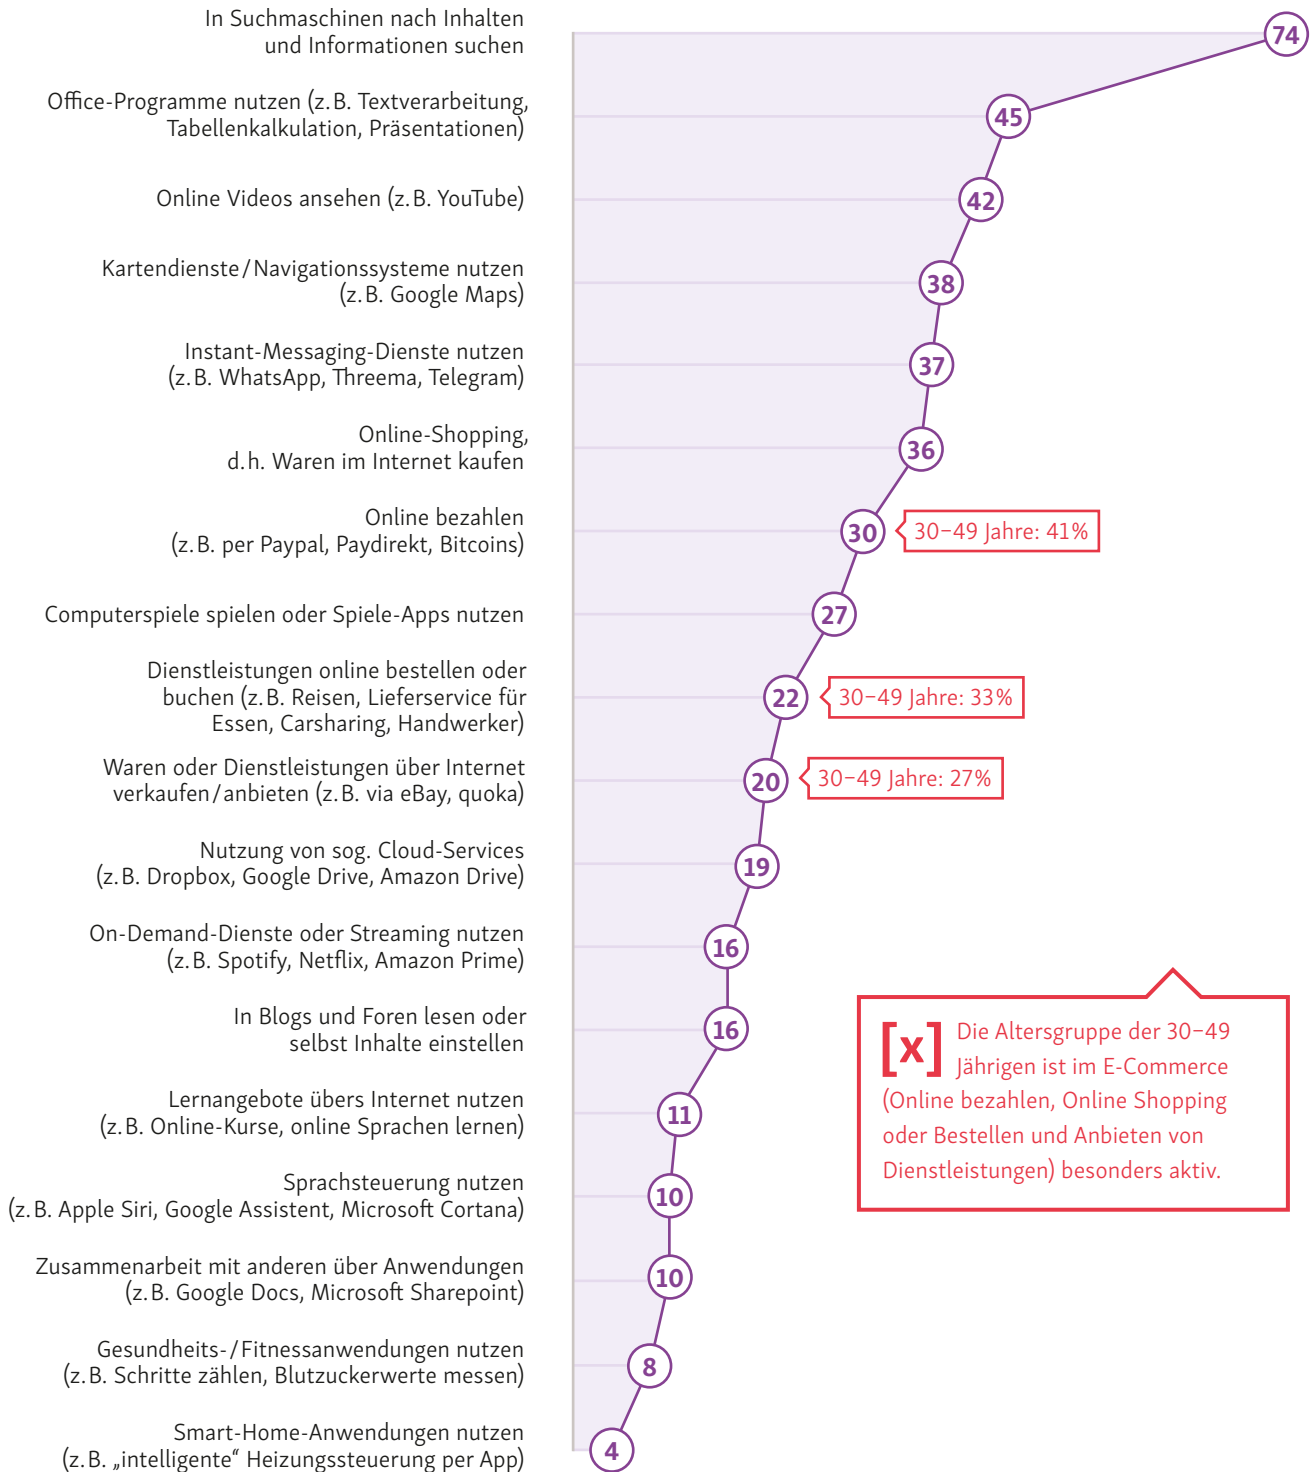 In Suchmaschinen nach Inhalten
und Informationen suchen
74
Office-Programme nutzen (z.B. Textverarbeitung,
Tabellenkalkulation, Präsentationen)
45
Online Videos ansehen (z.B. YouTube)
42
Kartendienste/Navigationssysteme nutzen
(z.B. Google Maps)
38
Instant-Messaging-Dienste nutzen
(z.B. WhatsApp, Threema, Telegram)
37
Online-Shopping,
d.h. Waren im Internet kaufen
36
Online bezahlen
(z.B. per Paypal, Paydirekt, Bitcoins)
30
30–49 Jahre: 41%
Computerspiele spielen oder Spiele-Apps nutzen
27
Dienstleistungen online bestellen oder
buchen (z.B. Reisen, Lieferservice für
Essen, Carsharing, Handwerker)
22
30–49 Jahre: 33%
Waren oder Dienstleistungen über Internet
verkaufen/anbieten (z.B. via eBay, quoka)
20
30–49 Jahre: 27%
Nutzung von sog. Cloud-Services
(z.B. Dropbox, Google Drive, Amazon Drive)
19
On-Demand-Dienste oder Streaming nutzen
(z.B. Spotify, Netflix, Amazon Prime)
16
In Blogs und Foren lesen oder
selbst Inhalte einstellen
16
Lernangebote übers Internet nutzen
(z.B. Online-Kurse, online Sprachen lernen)
11
Sprachsteuerung nutzen
(z.B. Apple Siri, Google Assistent, Microsoft Cortana)
10
Zusammenarbeit mit anderen über Anwendungen
(z.B. Google Docs, Microsoft Sharepoint)
10
Gesundheits-/Fitnessanwendungen nutzen
(z.B. Schritte zählen, Blutzuckerwerte messen)
8
Smart-Home-Anwendungen nutzen
(z.B. „intelligente“ Heizungssteuerung per App)
4
[x] Die Altersgruppe der 30–49
Jährigen ist im E-Commerce
(Online bezahlen, Online Shopping
oder Bestellen und Anbieten von
Dienstleistungen) besonders aktiv.